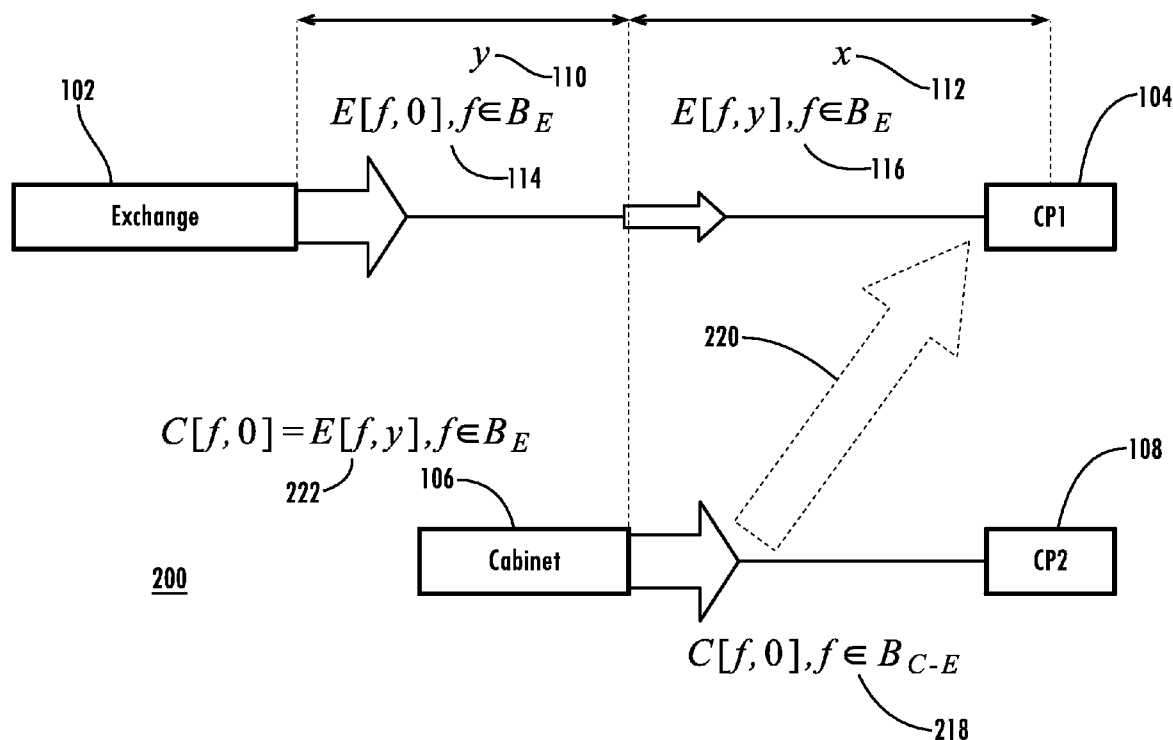 y
110
x
112
102
104
E[f,0], f∈B_E
114
E[f,y], f∈B_E
116
Exchange
CP1
220
C[f,0]=E[f,y], f∈B_E
222
106
108
Cabinet
CP2
200
C[f,0], f∈B_{C-E}
218